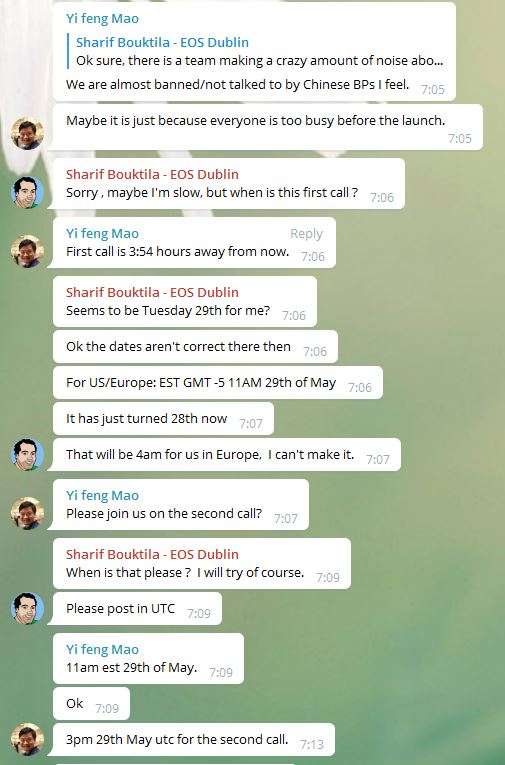 Yi feng Mao
Sharif Bouktila - EOS Dublin
Ok sure, there is a team making a crazy amount of noise abo...
We are almost banned/not talked to by Chinese BPs I feel. 7:05
Maybe it is just because everyone is too busy before the launch.
7:05
Sharif Bouktila - EOS Dublin
Sorry , maybe I'm slow, but when is this first call ? 7:06
Yi feng Mao Reply
First call is 3:54 hours away from now. 7:06
Sharif Bouktila - EOS Dublin
Seems to be Tuesday 29th for me? 7:06
Ok the dates aren't correct there then 7:06
For US/Europe: EST GMT -5 11AM 29th of May 7:06
It has just turned 28th now 7:07
That will be 4am for us in Europe, I can't make it. 7:07
Yi feng Mao
Please join us on the second call? 7:07
Sharif Bouktila - EOS Dublin
When is that please ? I will try of course. 7:09
Please post in UTC 7:09
Yi feng Mao
11am est 29th of May. 7:09
Ok 7:09
3pm 29th May utc for the second call. 7:13